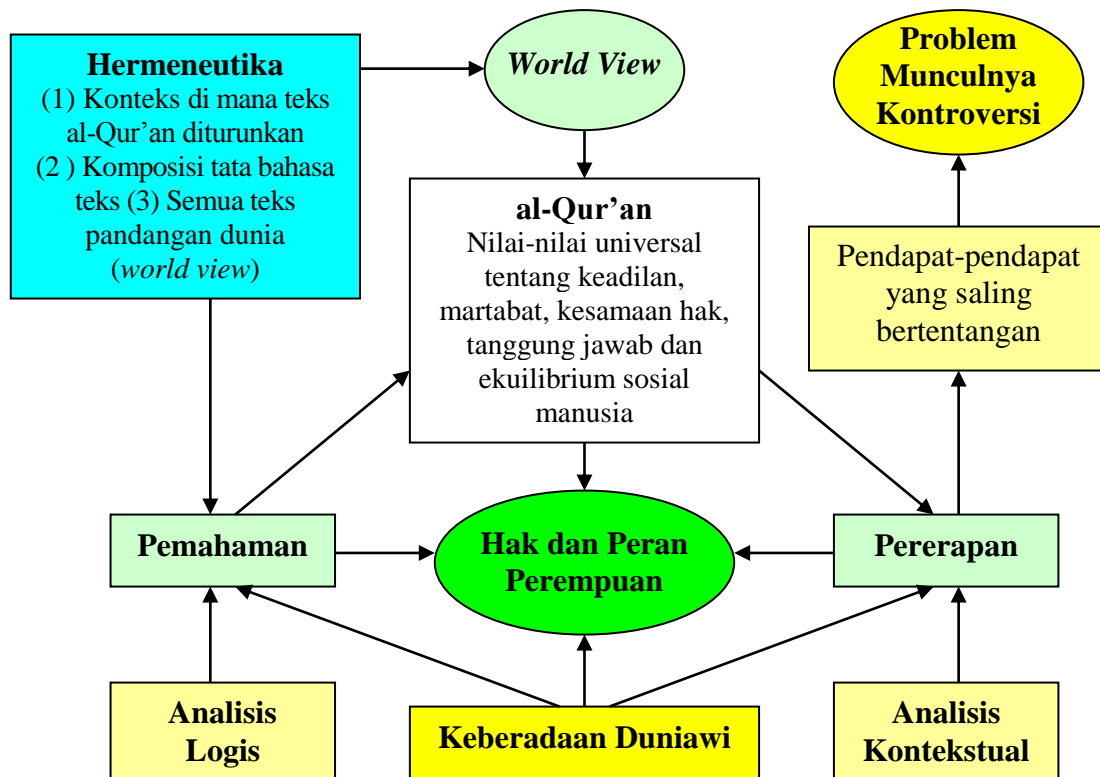 Hermeneutika
(1) Konteks di mana teks
al-Qur’an diturunkan
(2 ) Komposisi tata bahasa
teks (3) Semua teks
pandangan dunia
(world view)
World View
Problem
Munculnya
Kontroversi
al-Qur’an
Nilai-nilai universal
tentang keadilan,
martabat, kesamaan hak,
tanggung jawab dan
ekuilibrium sosial
manusia
Pendapat-pendapat
yang saling
bertentangan
Pemahaman
Hak dan Peran
Perempuan
Pererapan
Analisis
Logis
Keberadaan Duniawi
Analisis
Kontekstual